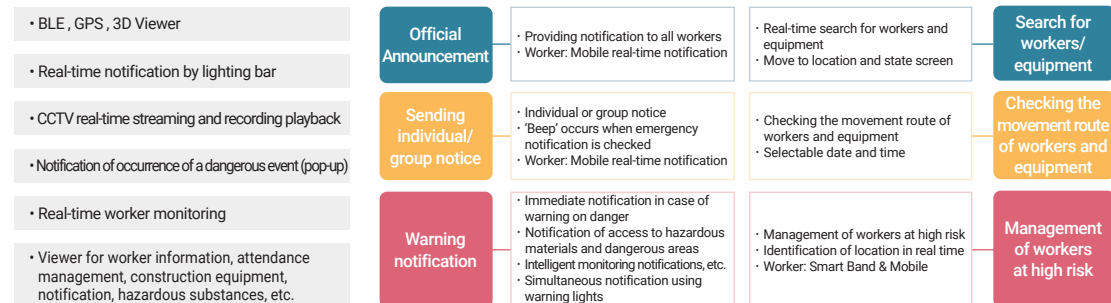 • BLE , GPS , 3D Viewer
• Real-time notification by lighting bar
• CCTV real-time streaming and recording playback
• Notification of occurrence of a dangerous event (pop-up)
• Real-time worker monitoring
• Viewer for worker information, attendance
management, construction equipment,
notification, hazardous substances, etc.
Official
Announcement
· Providing notification to all workers
· Worker: Mobile real-time notification
· Real-time search for workers and
equipment
· Move to location and state screen
Search for
workers/
equipment
Sending
individual/
group notice
· Individual or group notice
· ‘Beep’ occurs when emergency
notification is checked
· Worker: Mobile real-time notification
· Checking the movement route of
workers and equipment
· Selectable date and time
Checking the
movement route
of workers and
equipment
Warning
notification
· Immediate notification in case of
warning on danger
· Notification of access to hazardous
materials and dangerous areas
· Intelligent monitoring notifications, etc.
· Simultaneous notification using
warning lights
· Management of workers at high risk
· Identification of location in real time
· Worker: Smart Band & Mobile
Management
of workers
at high risk